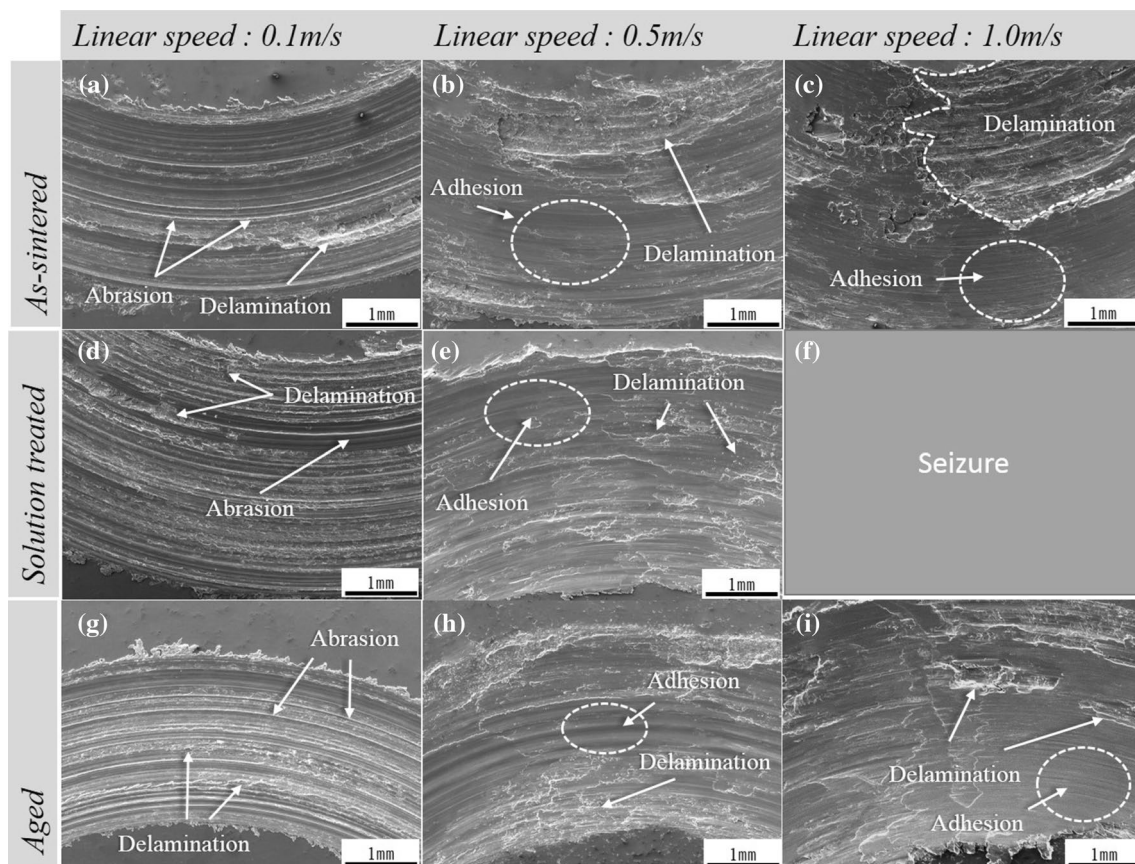 Linear speed : 0.1m/s
Linear speed : 0.5m/s
Linear speed : 1.0m/s
As-sintered
(a)
Abrasion
Delamination
1mm
(b)
Adhesion
Delamination
1mm
(c)
Delamination
Adhesion
1mm
Solution treated
(d)
Delamination
Abrasion
1mm
(e)
Delamination
Adhesion
1mm
(f)
Seizure
Aged
(g)
Abrasion
Delamination
1mm
(h)
Adhesion
Delamination
1mm
(i)
Delamination
Adhesion
1mm